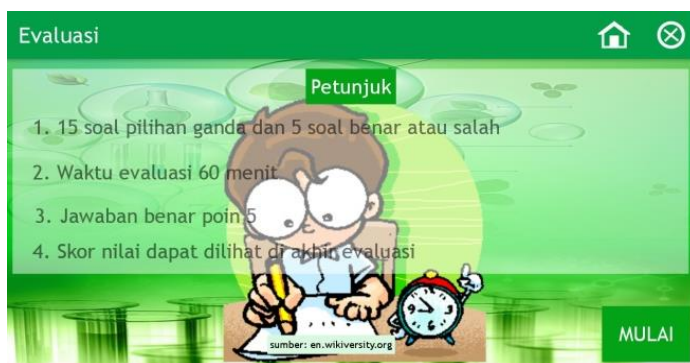 Evaluasi
Petunjuk
1. 15 soal pilihan ganda dan 5 soal benar atau salah
2. Waktu evaluasi 60 menit
3. Jawaban benar poin 5
4. Skor nilai dapat dilihat di akhir evaluasi
sumber: en.wikiversity.org
MULAI